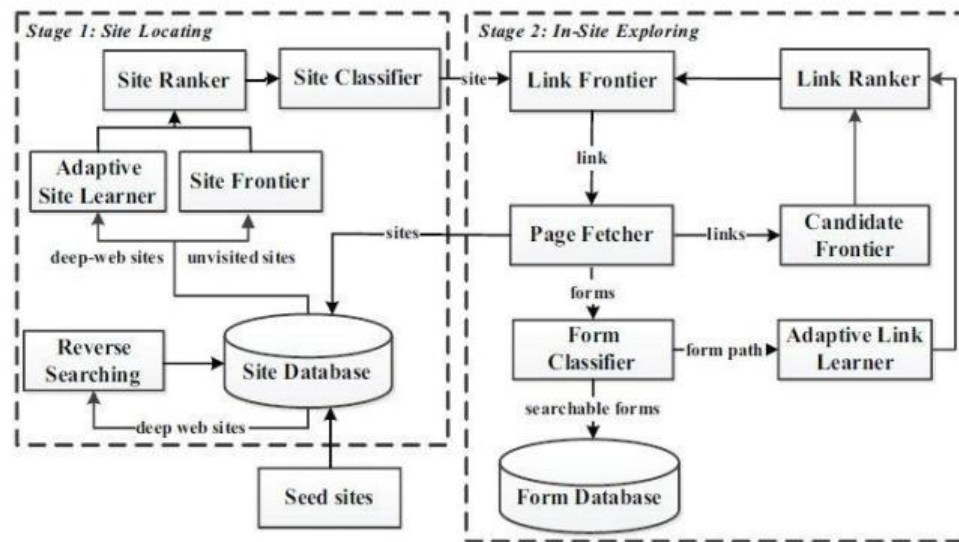 Stage 1: Site Locating
Site Ranker
Site Classifier
Adaptive
Site Learner
Site Frontier
deep-web sites
unvisited sites
Reverse
Searching
Site Database
deep web sites
Seed sites
site
sites
Stage 2: In-Site Exploring
Link Frontier
Link Ranker
link
Page Fetcher
links
Candidate
Frontier
forms
Form
Classifier
form path
Adaptive Link
Learner
searchable forms
Form Database